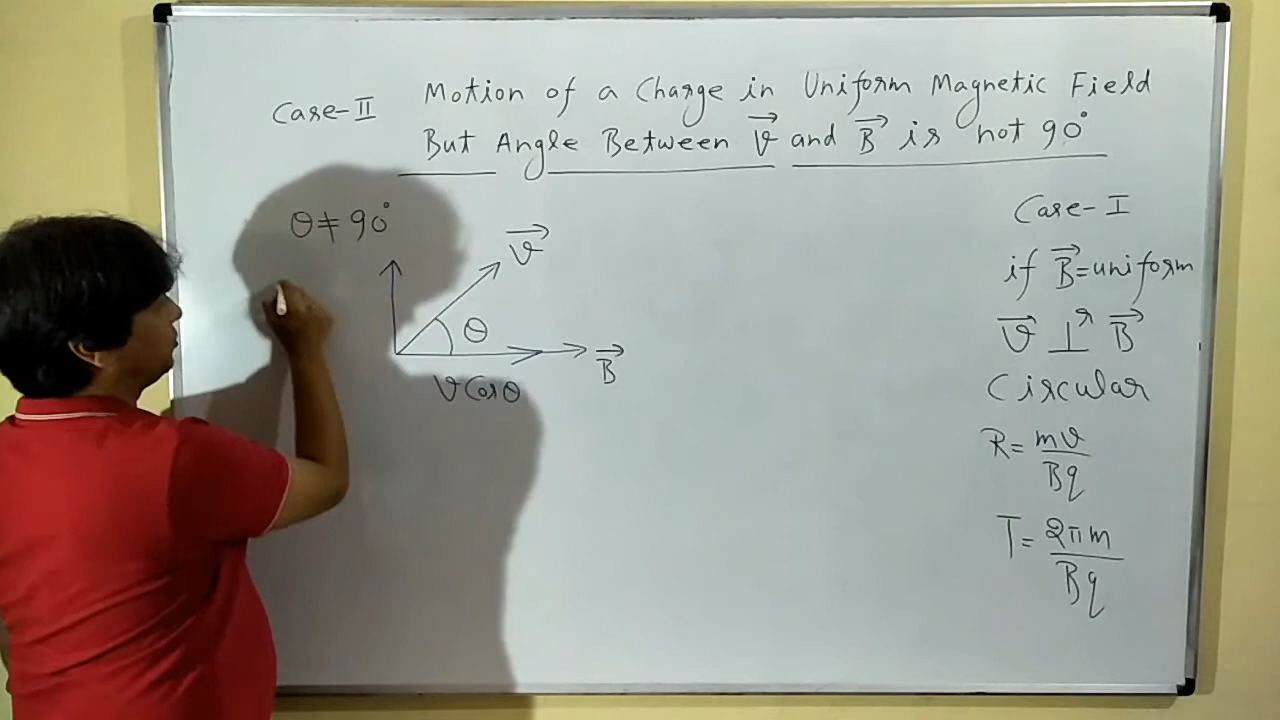 Case-II Motion of a Charge in Uniform Magnetic Field
But Angle Between v⃗ and B⃗ is not 90°
θ≠90°
v⃗
θ
B⃗
vCosθ
Case-I
if B⃗=uniform
v⃗ ⊥r B⃗
Circular
R=mv/Bq
T=2πm/Bq